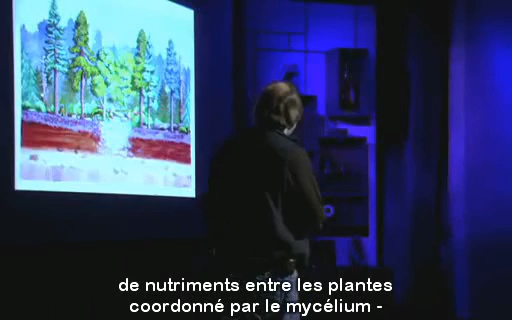 de nutriments entre les plantes
coordonné par le mycélium -